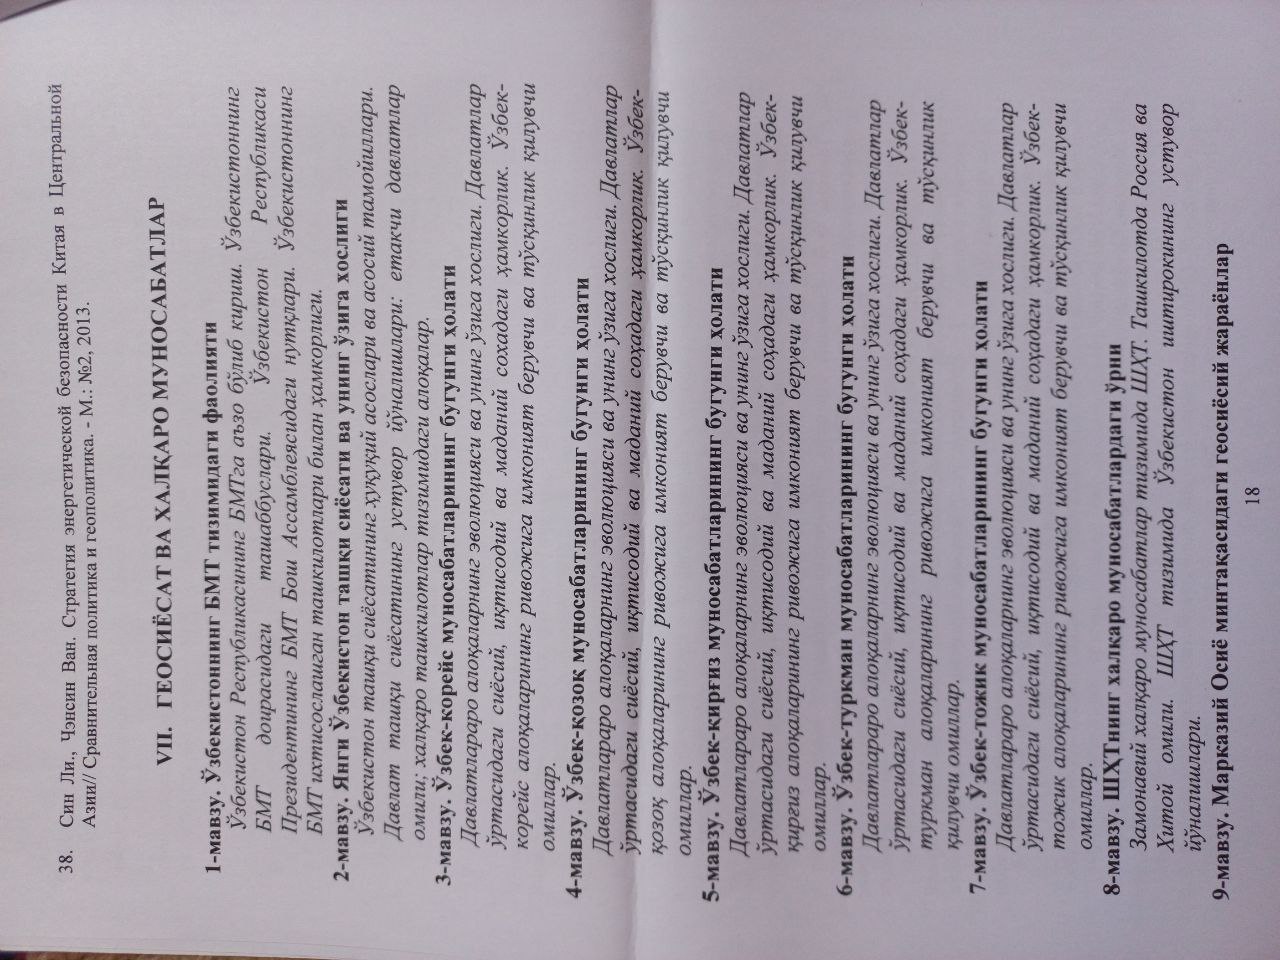 38. Син Ли., Чэнсин Ван. Стратегия энергетической безопасности Китая в Центральной
Азии// Сравнительная политика и геополитика. - М.: №2, 2013.
VII. ГЕОСИЁСАТ ВА ХАЛҚАРО МУНОСАБАТЛАР
1-мавзу. Ўзбекистоннинг БМТ тизимидаги фаолияти
Ўзбекистон Республикасининг БМТга аъзо бўлиб кириши. Ўзбекистоннинг
БМТ доирасидаги ташаббуслари. Ўзбекистон Республикаси
Президентининг БМТ Бош Ассамблеясидаги нутқлари. Ўзбекистоннинг
БМТ ихтисослашган ташкилотлари билан ҳамкорлиги.
2-мавзу. Янги Ўзбекистон ташқи сиёсати ва унинг ўзига хослиги
Ўзбекистон ташқи сиёсатининг ҳуқуқий асослари ва асосий тамойиллари.
Давлат ташқи сиёсатининг устувор йўналишлари: етакчи давлатлар
омили; халқаро ташкилотлар тизимидаги алоқалар.
3-мавзу. Ўзбек-корейс муносабатларининг бугунги ҳолати
Давлатлараро алоқаларнинг эволюцияси ва унинг ўзига хослиги. Давлатлар
ўртасидаги сиёсий, иқтисодий ва маданий соҳадаги ҳамкорлик. Ўзбек-
корейс алоқаларининг ривожига имконият берувчи ва тўсқинлик қилувчи
омиллар.
4-мавзу. Ўзбек-қозоқ муносабатларининг бугунги ҳолати
Давлатлараро алоқаларнинг эволюцияси ва унинг ўзига хослиги. Давлатлар
ўртасидаги сиёсий, иқтисодий ва маданий соҳадаги ҳамкорлик. Ўзбек-
қозоқ алоқаларининг ривожига имконият берувчи ва тўсқинлик қилувчи
омиллар.
5-мавзу. Ўзбек-қирғиз муносабатларининг бугунги ҳолати
Давлатлараро алоқаларнинг эволюцияси ва унинг ўзига хослиги. Давлатлар
ўртасидаги сиёсий, иқтисодий ва маданий соҳадаги ҳамкорлик. Ўзбек-
қирғиз алоқаларининг ривожига имконият берувчи ва тўсқинлик қилувчи
омиллар.
6-мавзу. Ўзбек-туркман муносабатларининг бугунги ҳолати
Давлатлараро алоқаларнинг эволюцияси ва унинг ўзига хослиги. Давлатлар
ўртасидаги сиёсий, иқтисодий ва маданий соҳадаги ҳамкорлик. Ўзбек-
туркман алоқаларининг ривожига имконият берувчи ва тўсқинлик
қилувчи омиллар.
7-мавзу. Ўзбек-тожик муносабатларининг бугунги ҳолати
Давлатлараро алоқаларнинг эволюцияси ва унинг ўзига хослиги. Давлатлар
ўртасидаги сиёсий, иқтисодий ва маданий соҳадаги ҳамкорлик. Ўзбек-
тожик алоқаларининг ривожига имконият берувчи ва тўсқинлик қилувчи
омиллар.
8-мавзу. ШҲТнинг халқаро муносабатлардаги ўрни
Замонавий халқаро муносабатлар тизимида ШҲТ. Ташкилотда Россия ва
Хитой омили. ШҲТ тизимида Ўзбекистон иштирокининг устувор
йўналишлари.
9-мавзу. Марказий Осиё минтақасидаги геосиёсий жараёнлар
18